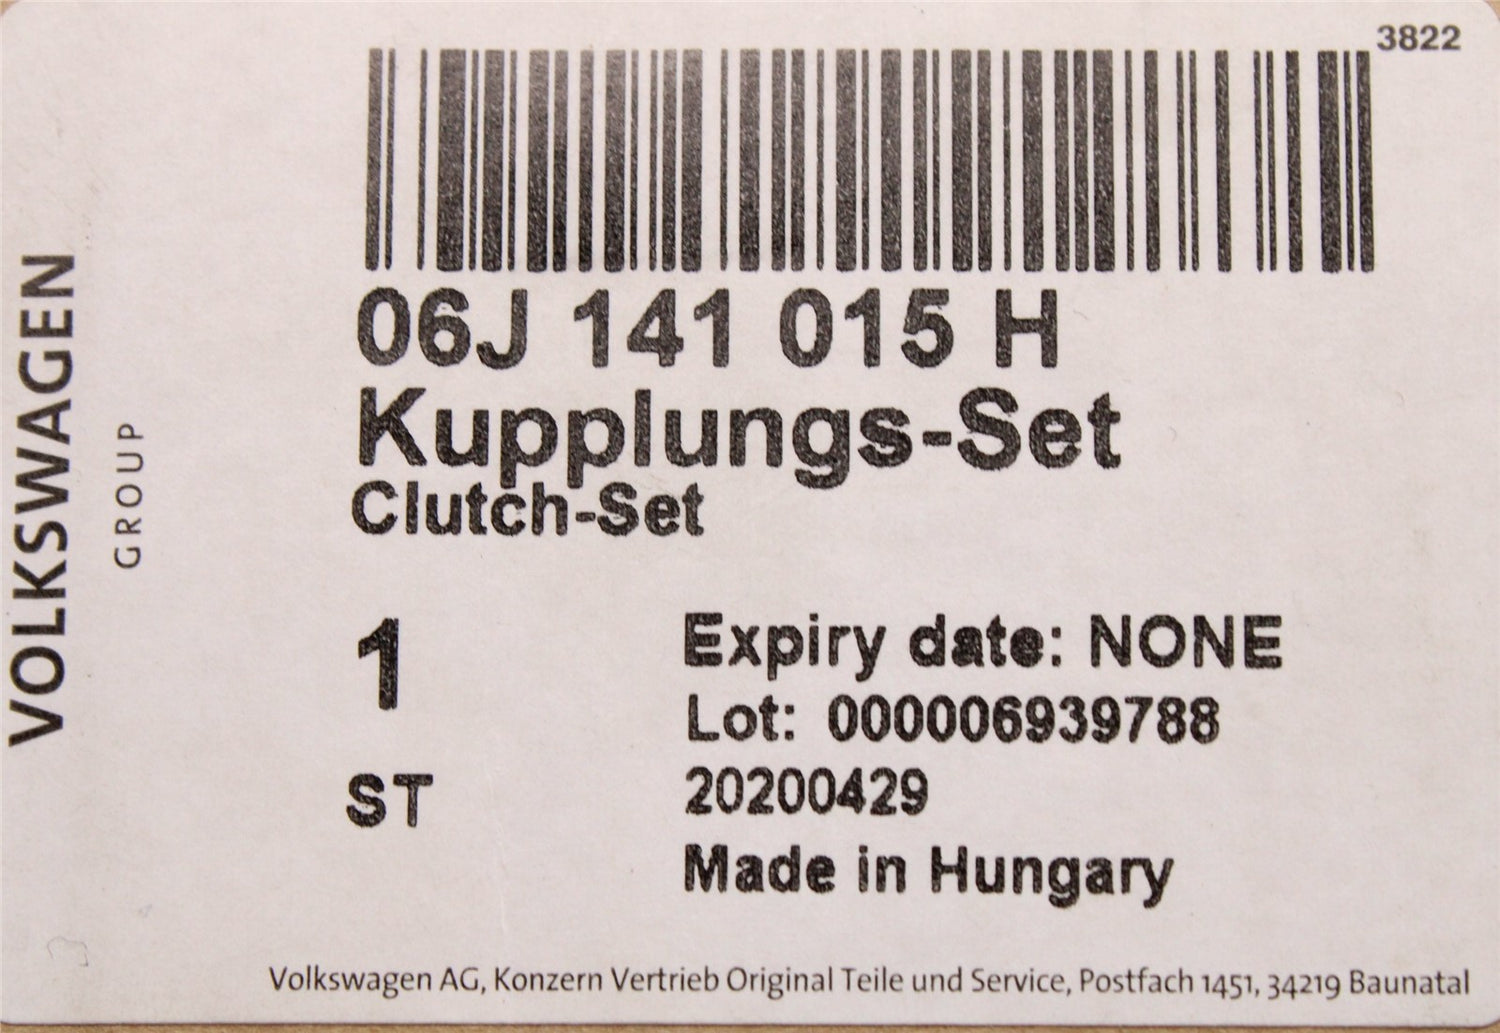 3822
06J 141 015 H
Kupplungs-Set
Clutch-Set
1
ST
Expiry date: NONE
Lot: 000006939788
20200429
Made in Hungary
VOLKSWAGEN
GROUP
Volkswagen AG, Konzern Vertrieb Original Teile und Service, Postfach 1451, 34219 Baunatal